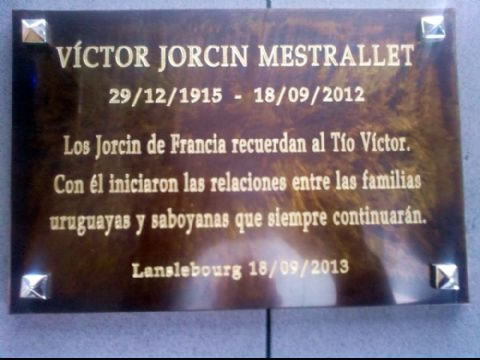 VÍCTOR JORCIN MESTRALLET
29/12/1915 - 18/09/2012
Los Jorcin de Francia recuerdan al Tío Víctor.
Con él iniciaron las relaciones entre las familias
uruguayas y saboyanas que siempre continuarán.
Lanslebourg 18/09/2013